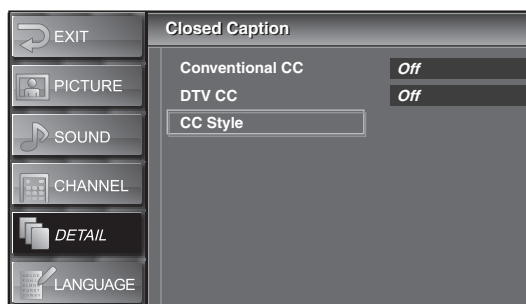 EXIT
PICTURE
SOUND
CHANNEL
DETAIL
LANGUAGE
Closed Caption
Conventional CC Off
DTV CC Off
CC Style